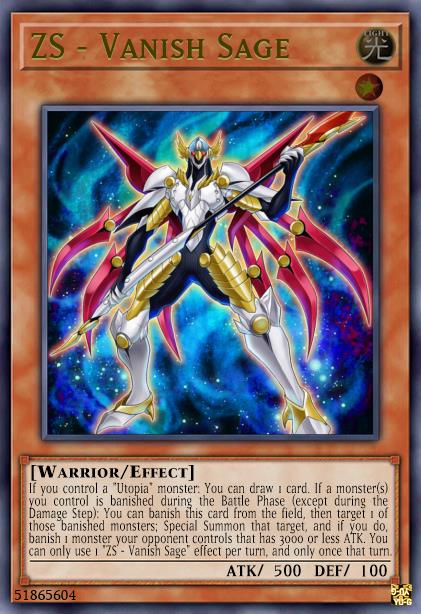 ZS - Vanish Sage
LIGHT
光
[Warrior/Effect]
If you control a "Utopia" monster: You can draw 1 card. If a monster(s)
you control is banished during the Battle Phase (except during the
Damage Step): You can banish this card from the field, then target 1 of
those banished monsters; Special Summon that target, and if you do,
banish 1 monster your opponent controls that has 3000 or less ATK. You
can only use 1 "ZS - Vanish Sage" effect per turn, and only once that turn.
ATK/ 500 DEF/ 100
51865604